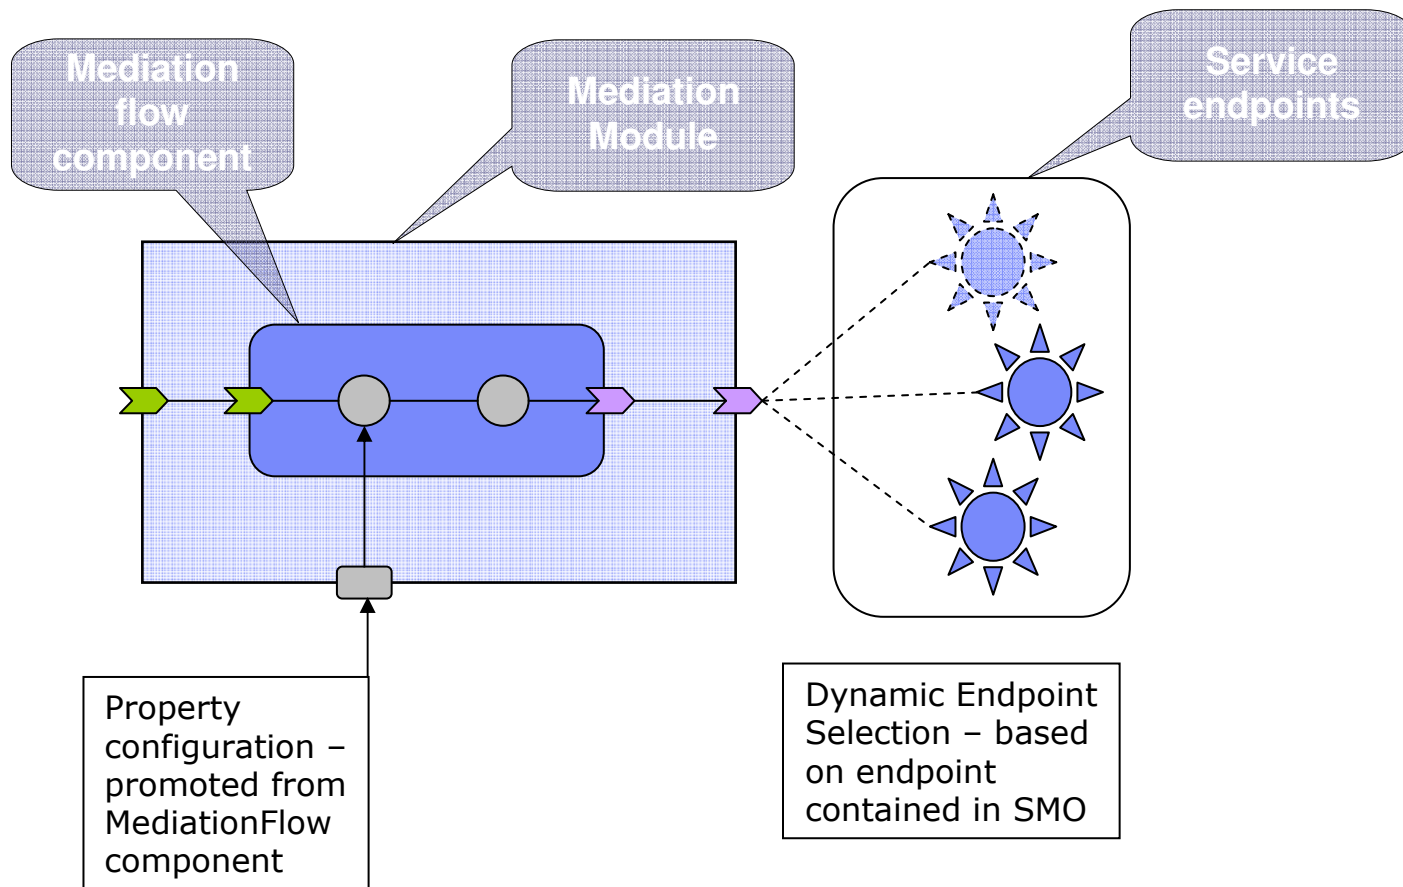 Mediation
flow
component
Mediation
Module
Service
endpoints
Property
configuration –
promoted from
MediationFlow
component
Dynamic Endpoint
Selection – based
on endpoint
contained in SMO